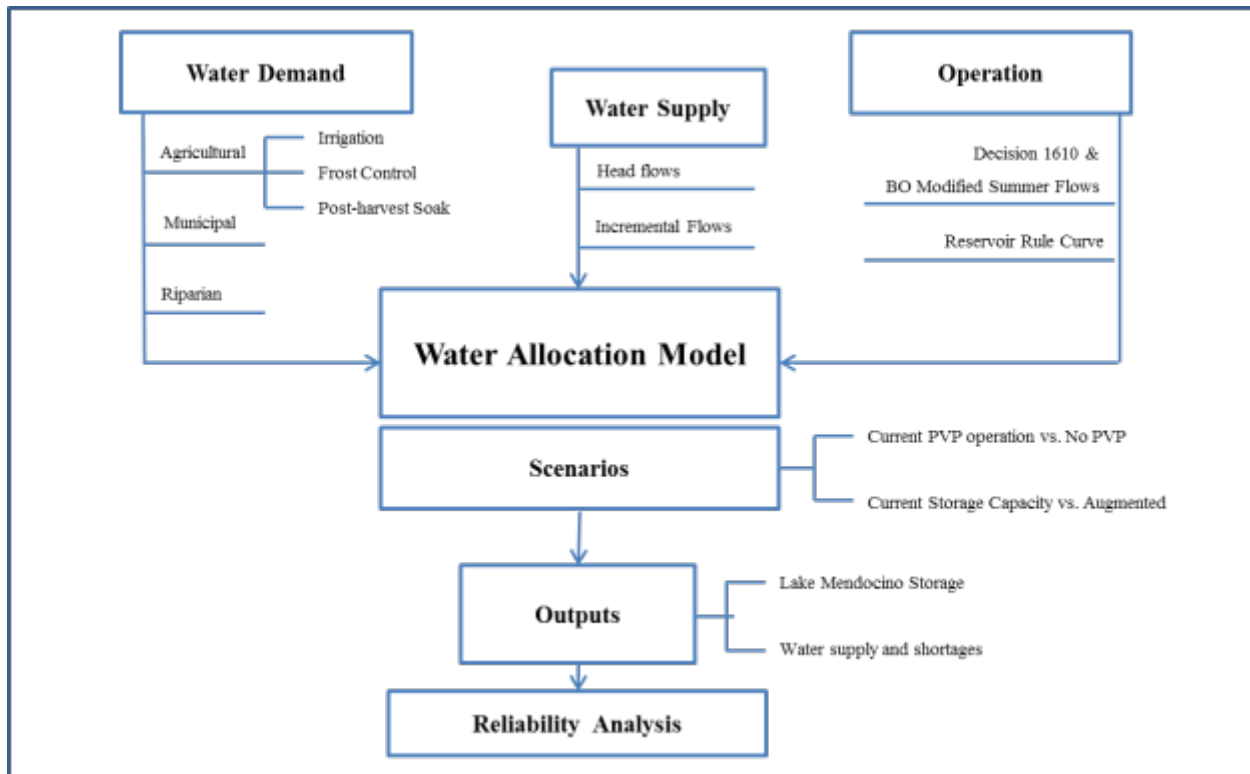 Water Demand
Agricultural
Irrigation
Frost Control
Post-harvest Soak
Municipal
Riparian
Water Supply
Head flows
Incremental Flows
Operation
Decision 1610 &
BO Modified Summer Flows
Reservoir Rule Curve
Water Allocation Model
Scenarios
Current PVP operation vs. No PVP
Current Storage Capacity vs. Augmented
Outputs
Lake Mendocino Storage
Water supply and shortages
Reliability Analysis